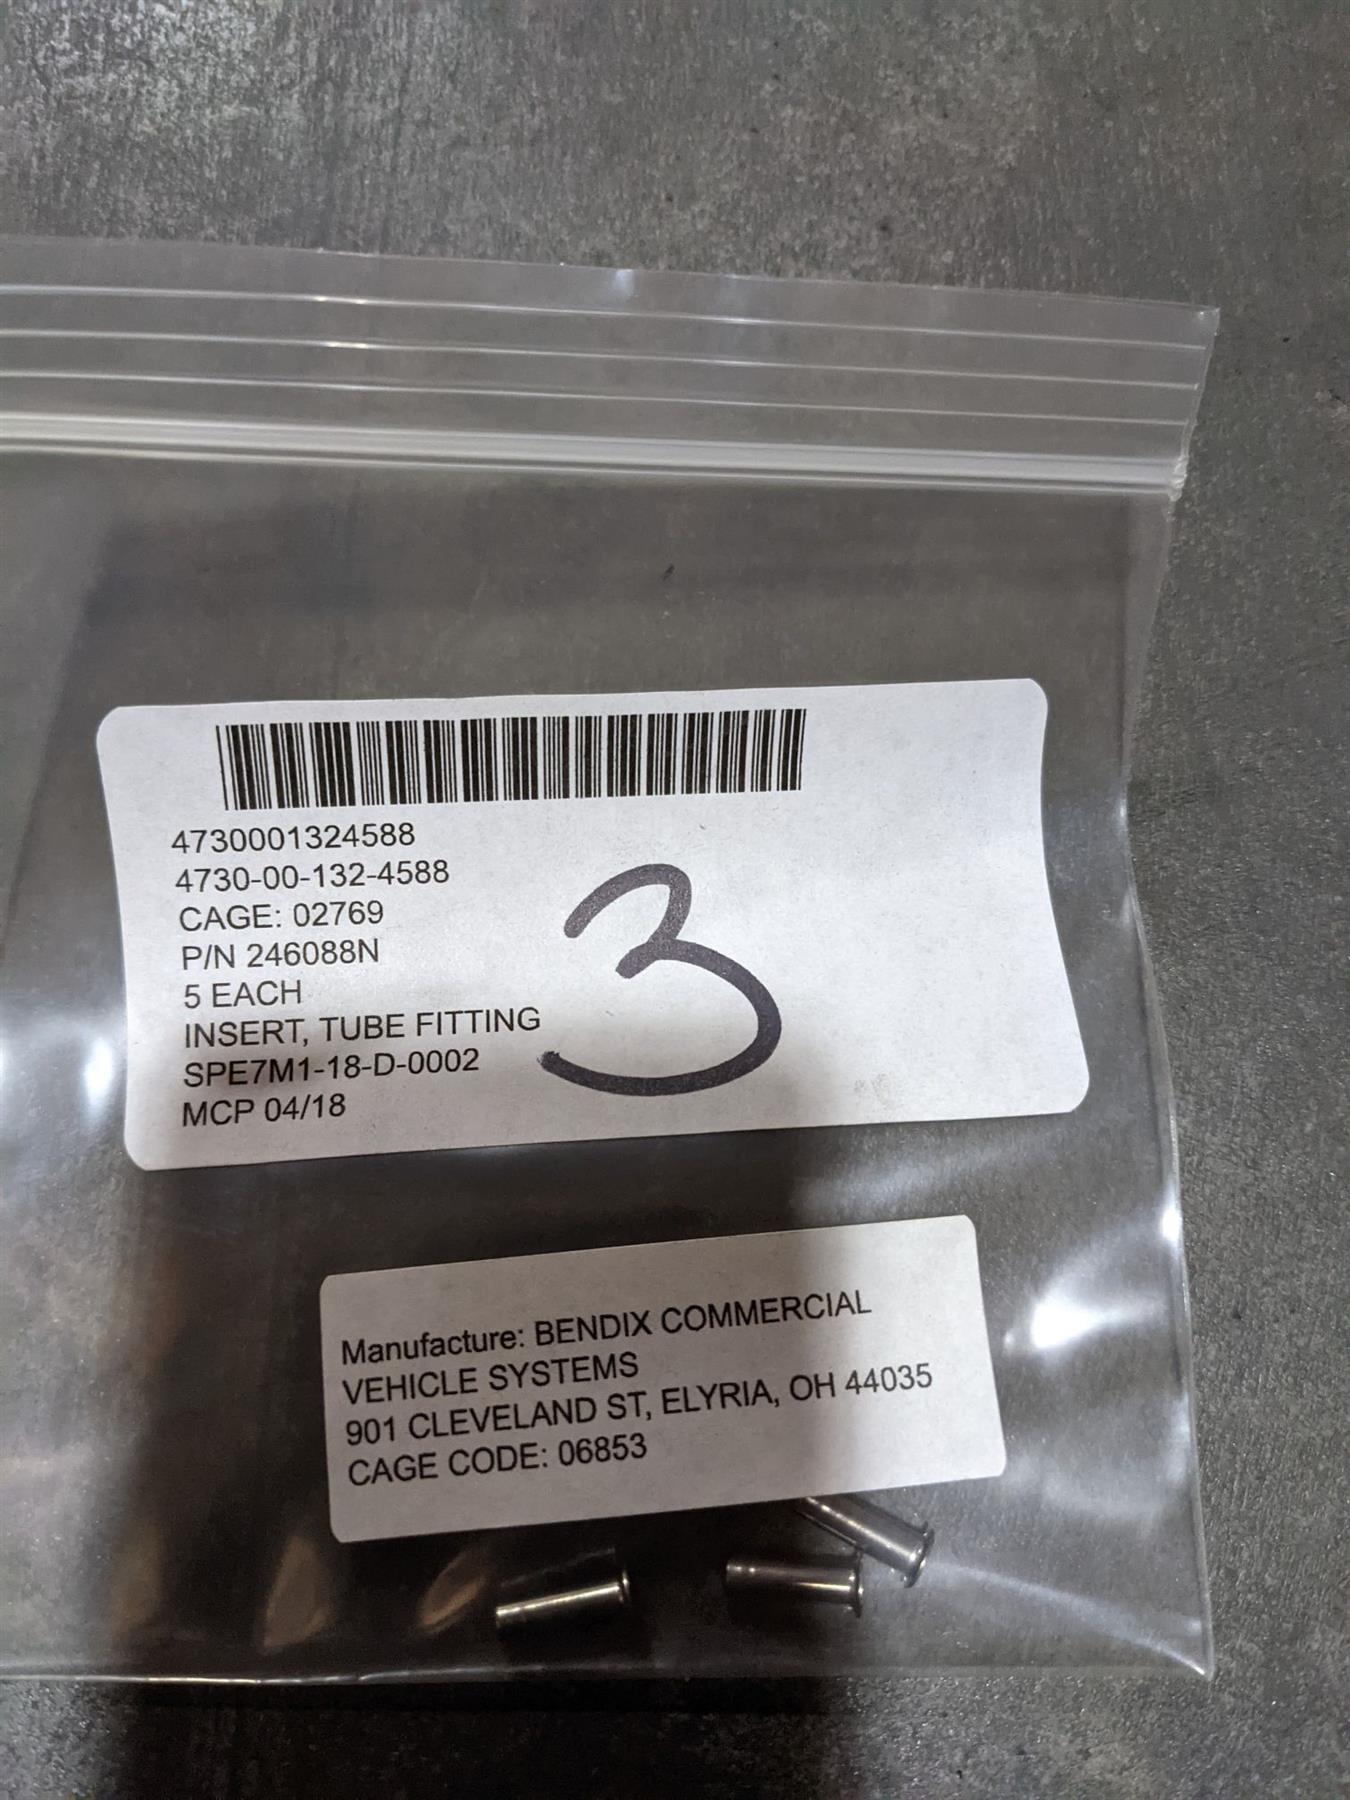 4730001324588
4730-00-132-4588
CAGE: 02769
P/N 246088N
5 EACH
INSERT, TUBE FITTING
SPE7M1-18-D-0002
MCP 04/18
3
Manufacture: BENDIX COMMERCIAL
VEHICLE SYSTEMS
901 CLEVELAND ST, ELYRIA, OH 44035
CAGE CODE: 06853